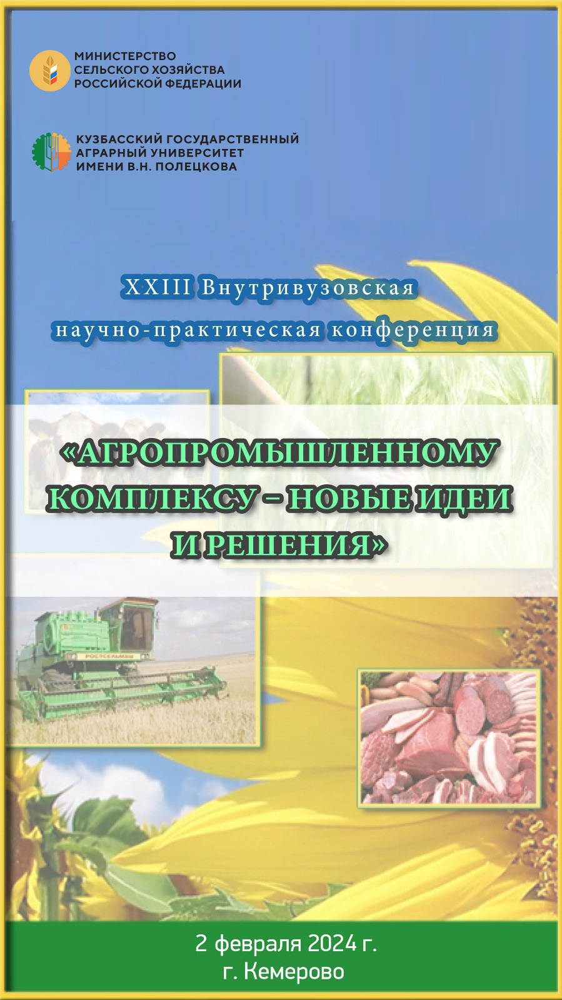 МИНИСТЕРСТВО
СЕЛЬСКОГО ХОЗЯЙСТВА
РОССИЙСКОЙ ФЕДЕРАЦИИ
КУЗБАССКИЙ ГОСУДАРСТВЕННЫЙ
АГРАРНЫЙ УНИВЕРСИТЕТ
ИМЕНИ В.Н. ПОЛЕЦКОВА
XXIII Внутривузовская
научно-практическая конференция
«АГРОПРОМЫШЛЕННОМУ
КОМПЛЕКСУ – НОВЫЕ ИДЕИ
И РЕШЕНИЯ»
РОСТСЕЛЬМАШ
2 февраля 2024 г.
г. Кемерово